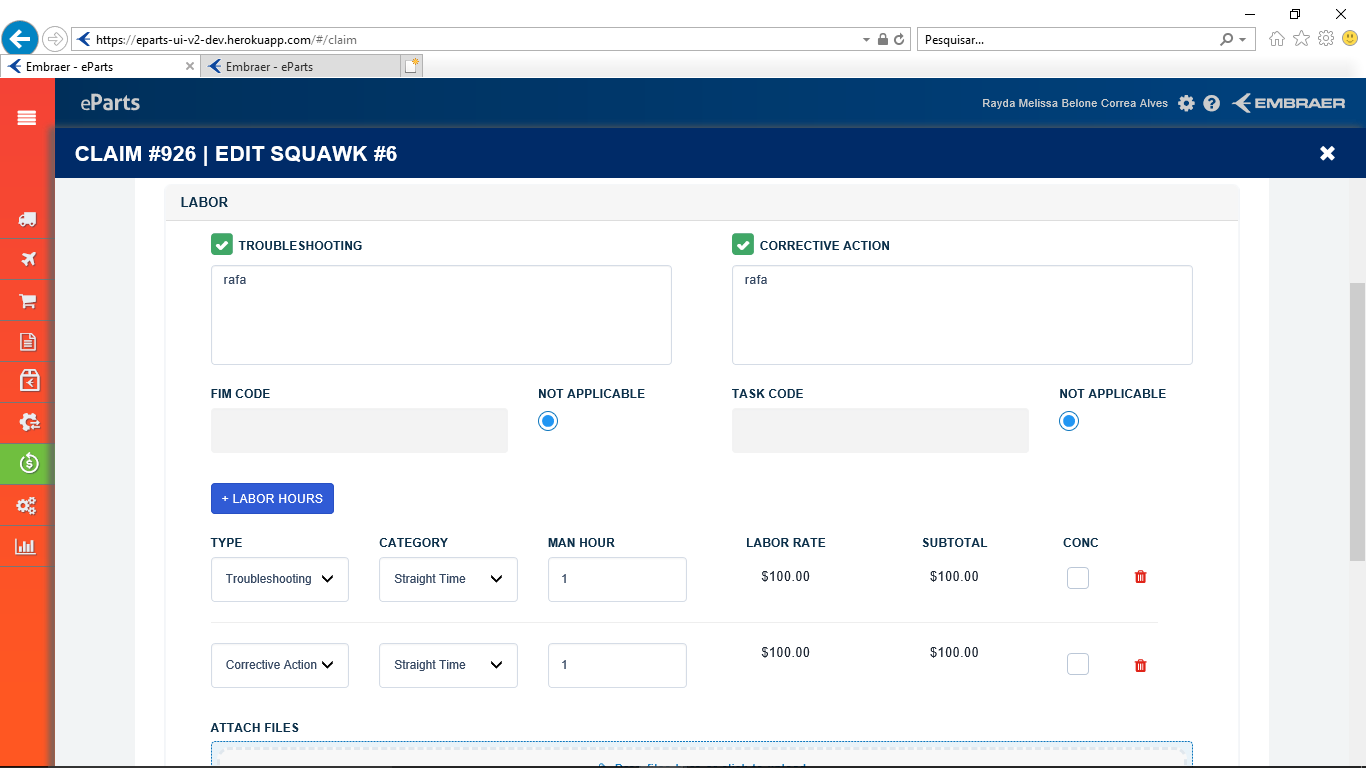 https://eparts-ui-v2-dev.herokuapp.com/#/claim
Pesquisar...
Embraer - eParts
Embraer - eParts
eParts
Rayda Melissa Belone Correa Alves
EMBRAER
CLAIM #926 | EDIT SQUAWK #6
LABOR
TROUBLESHOOTING
CORRECTIVE ACTION
rafa
rafa
FIM CODE
NOT APPLICABLE
TASK CODE
NOT APPLICABLE
+ LABOR HOURS
TYPE CATEGORY MAN HOUR LABOR RATE SUBTOTAL CONC
Troubleshooting Straight Time 1 $100.00 $100.00
Corrective Action Straight Time 1 $100.00 $100.00
ATTACH FILES